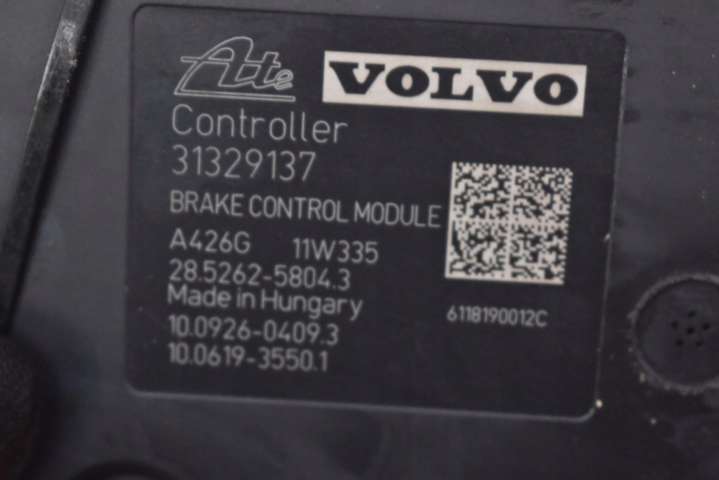 Ate VOLVO
Controller
31329137
BRAKE CONTROL MODULE
A426G 11W335
28.5262-5804.3
Made in Hungary
6118190012C
10.0926-0409.3
10.0619-3550.1